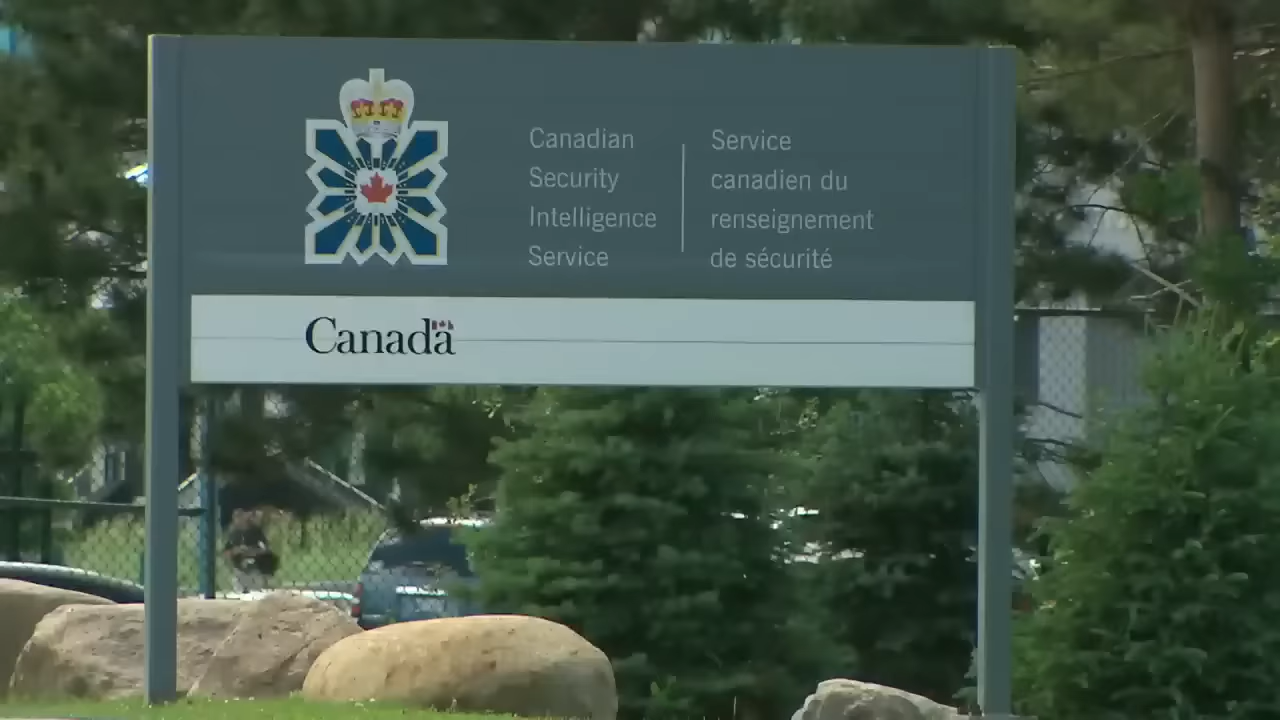 Canadian
Security
Intelligence
Service
Service
canadien du
renseignement
de sécurité
Canada